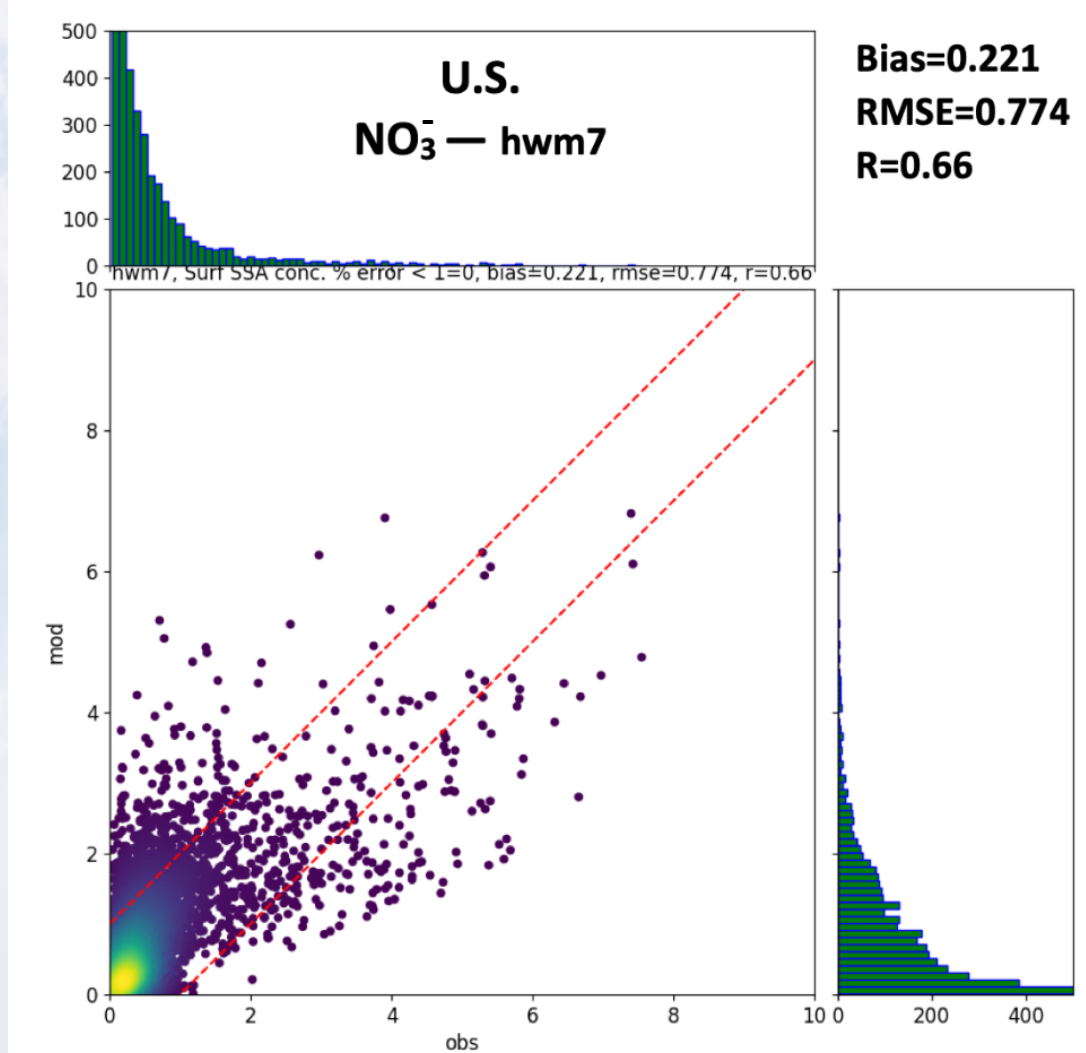 500
400
300
200
100
0
U.S.
NO₃⁻ — hwm7
Bias=0.221
RMSE=0.774
R=0.66
hwm7, Surf SSA conc. % error < 1=0, bias=0.221, rmse=0.774, r=0.66
10
8
6
4
2
0
mod
0 2 4 6 8 10
obs
0 200 400